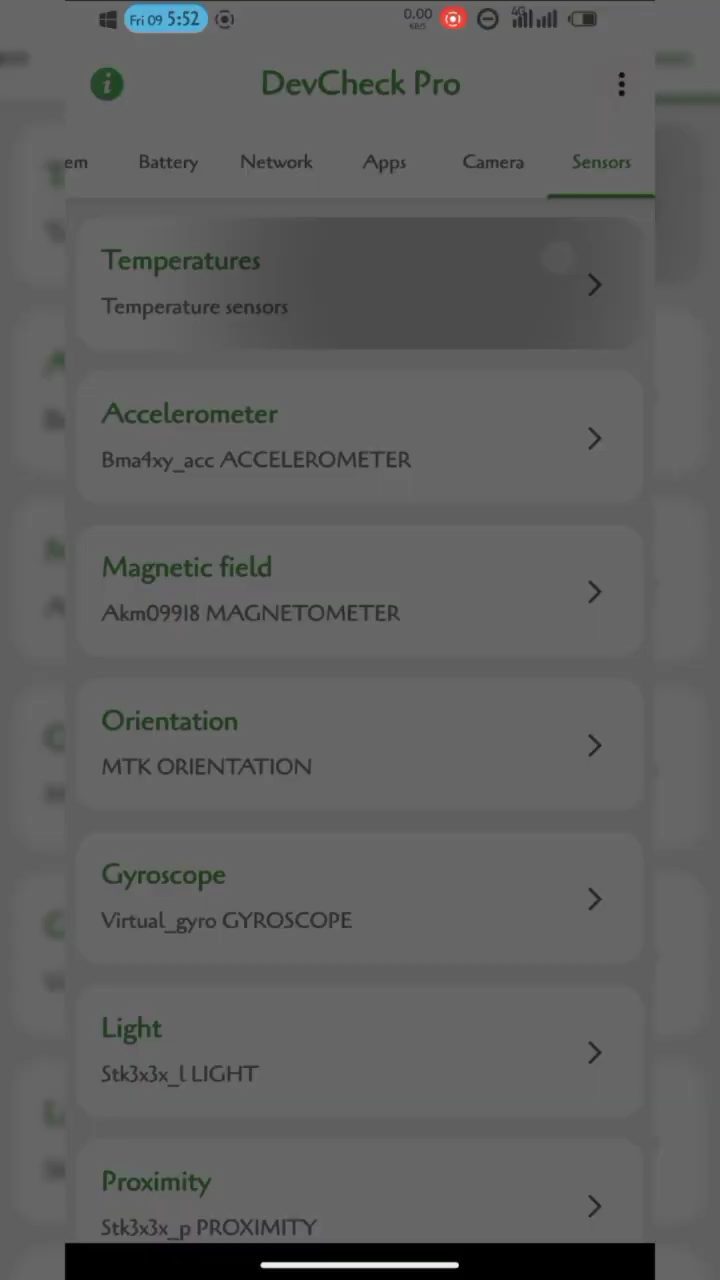 Fri 09 5:52
0.00
KB/S
4G
DevCheck Pro
em Battery Network Apps Camera Sensors
Temperatures
Temperature sensors
Accelerometer
Bma4xy_acc ACCELEROMETER
Magnetic field
Akm09918 MAGNETOMETER
Orientation
MTK ORIENTATION
Gyroscope
Virtual_gyro GYROSCOPE
Light
Stk3x3x_l LIGHT
Proximity
Stk3x3x_p PROXIMITY